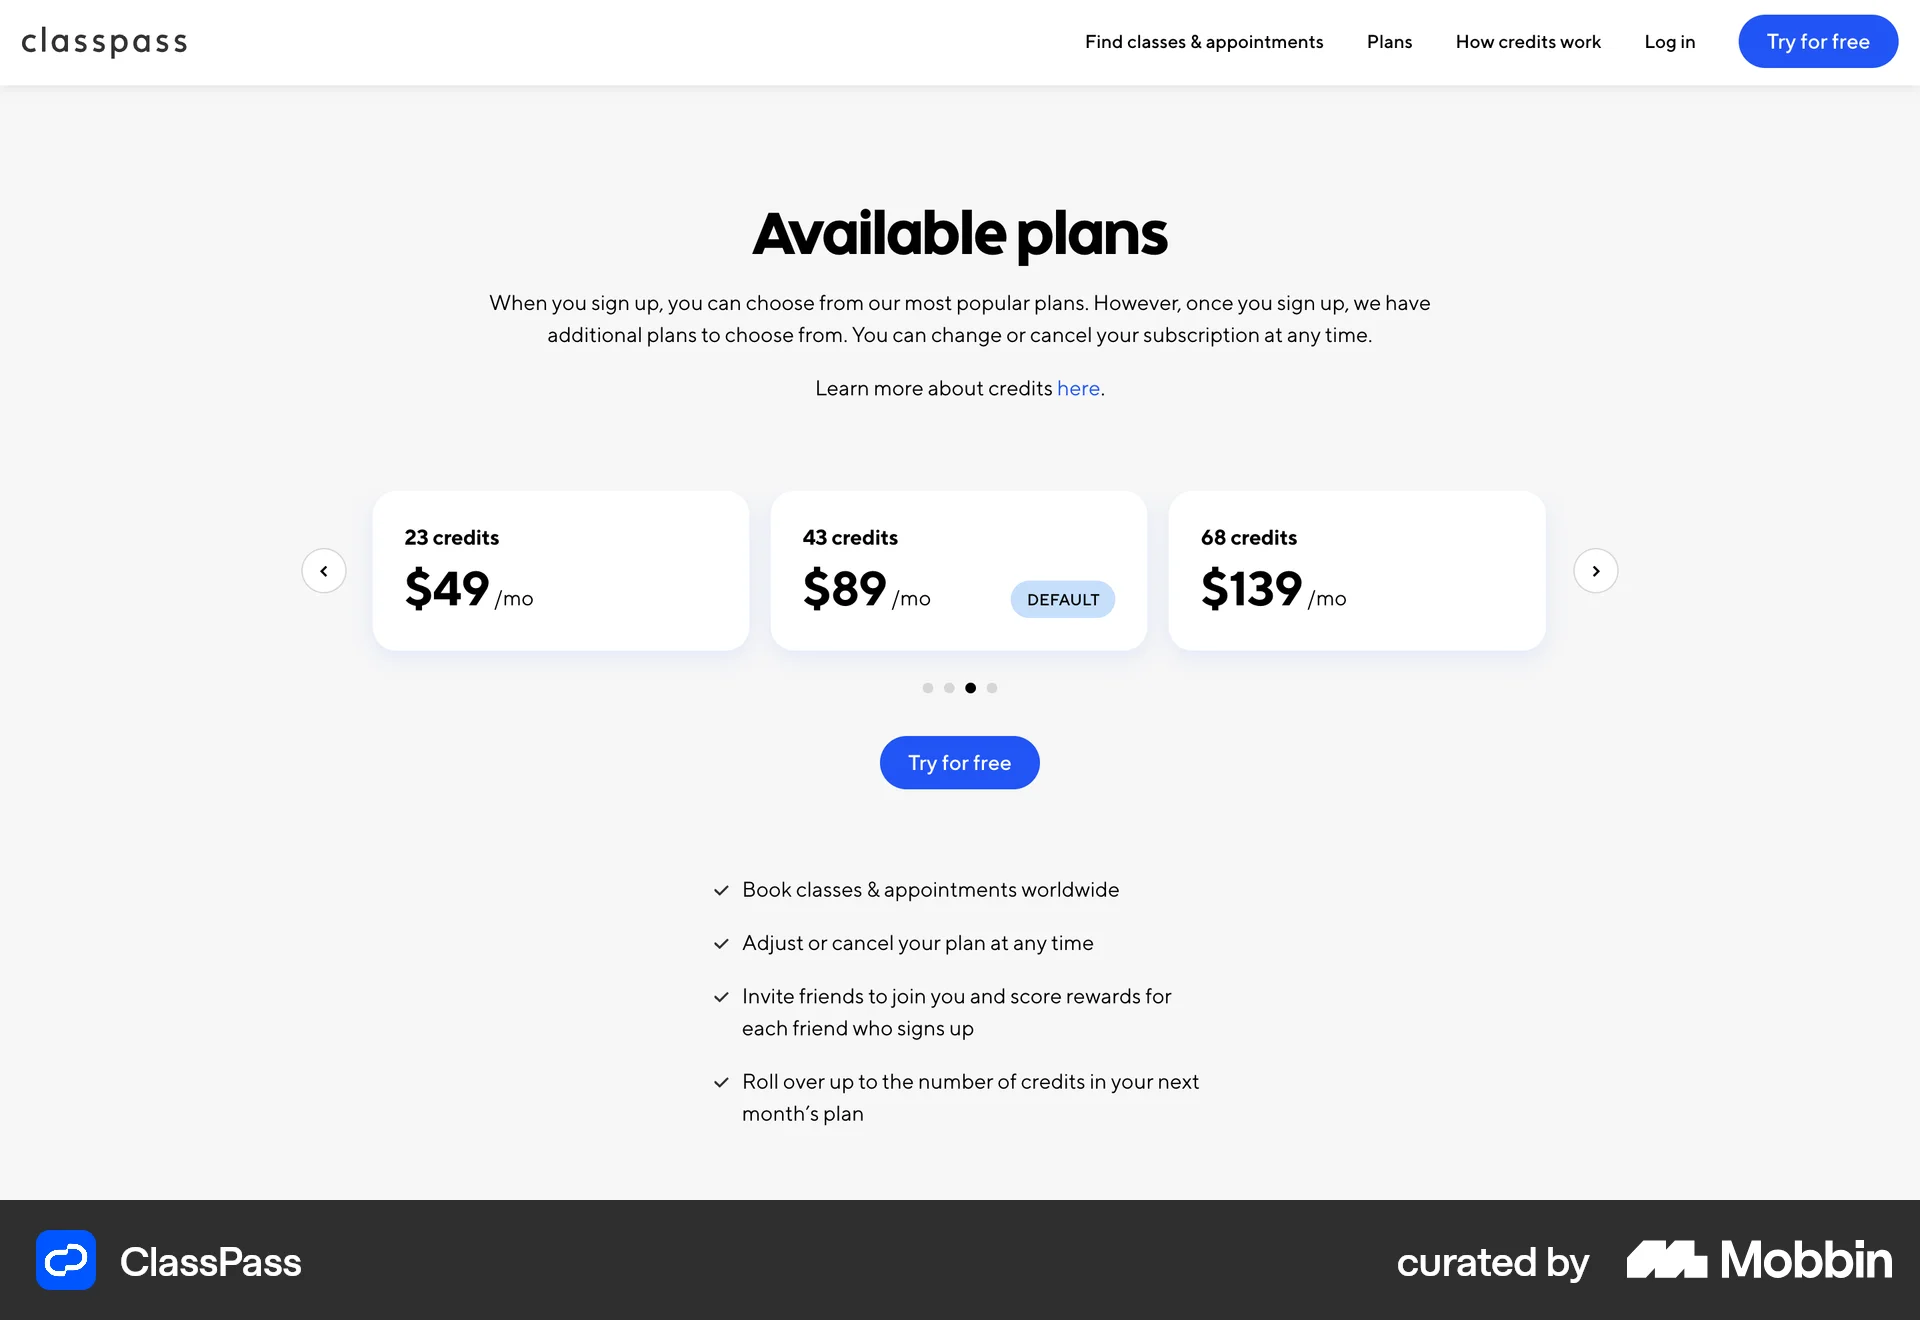 classpass
Find classes & appointments
Plans
How credits work
Log in
Try for free
Available plans
When you sign up, you can choose from our most popular plans. However, once you sign up, we have
additional plans to choose from. You can change or cancel your subscription at any time.
Learn more about credits here.
23 credits
$49 /mo
43 credits
$89 /mo
DEFAULT
68 credits
$139 /mo
Try for free
Book classes & appointments worldwide
Adjust or cancel your plan at any time
Invite friends to join you and score rewards for
each friend who signs up
Roll over up to the number of credits in your next
month’s plan
ClassPass
curated by
Mobbin